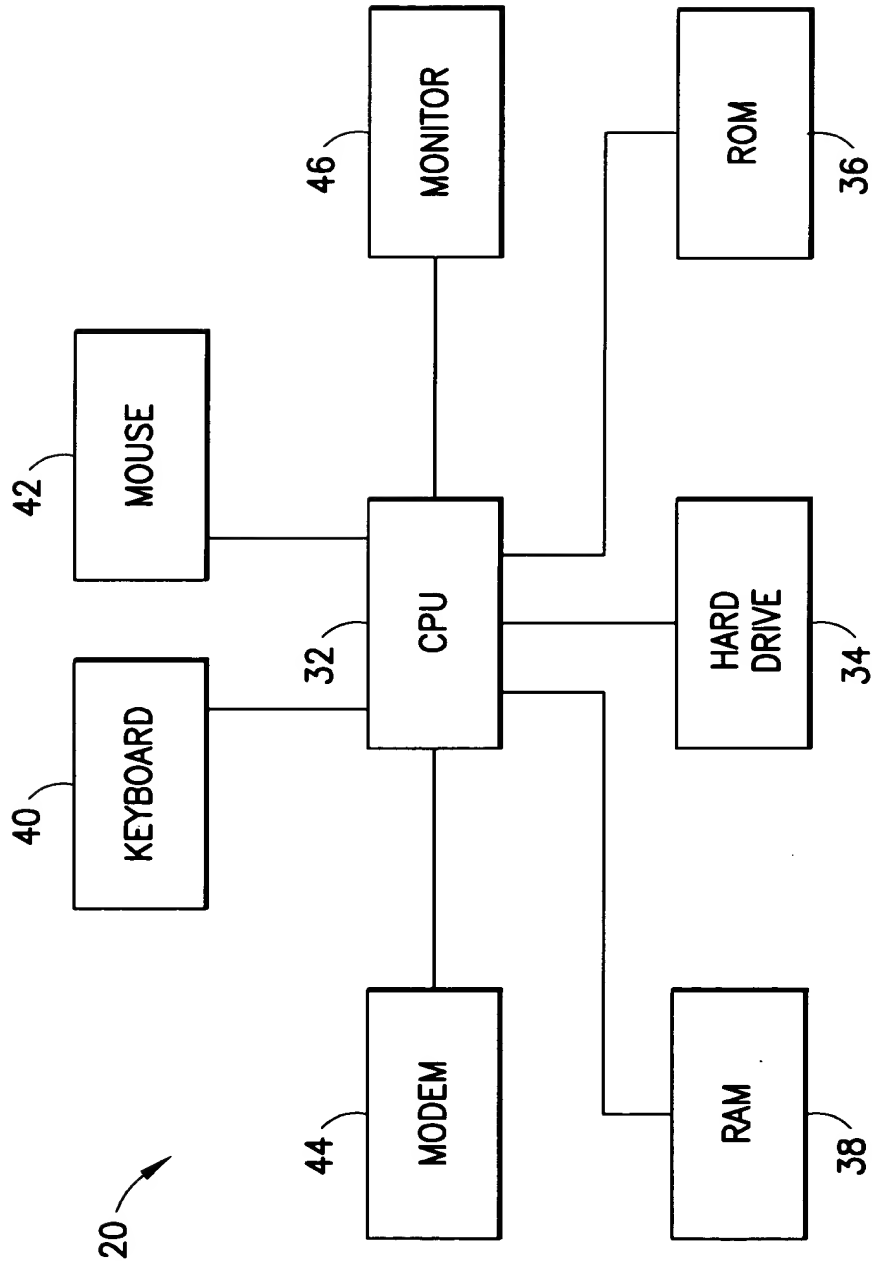 20
40
KEYBOARD
42
MOUSE
44
MODEM
32
CPU
46
MONITOR
RAM
38
HARD
DRIVE
34
ROM
36